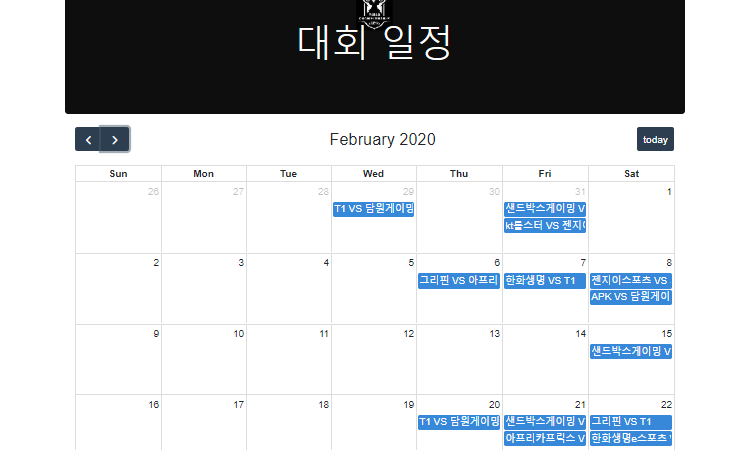 대회 일정
February 2020
today
Sun Mon Tue Wed Thu Fri Sat
26 27 28 29 30 31 1
T1 VS 담원게이밍 샌드박스게이밍 V
kt롤스터 VS 젠지이
2 3 4 5 6 7 8
그리핀 VS 아프리 한화생명 VS T1 젠지이스포츠 VS
APK VS 담원게이
9 10 11 12 13 14 15
샌드박스게이밍 V
16 17 18 19 20 21 22
T1 VS 담원게이밍 샌드박스게이밍 V 그리핀 VS T1
아프리카프릭스 V 한화생명e스포츠 V